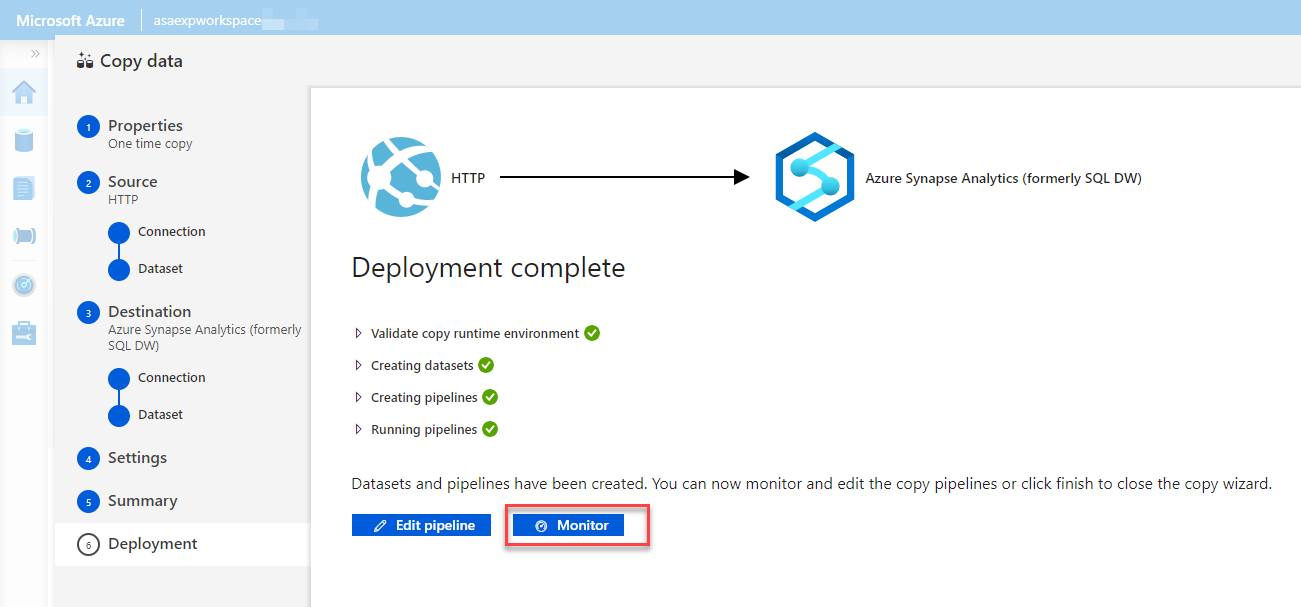 Microsoft Azure
asaexpworkspace
»
Copy data
1 Properties
One time copy
2 Source
HTTP
Connection
Dataset
3 Destination
Azure Synapse Analytics (formerly
SQL DW)
Connection
Dataset
4 Settings
5 Summary
6 Deployment
HTTP
Azure Synapse Analytics (formerly SQL DW)
Deployment complete
Validate copy runtime environment
Creating datasets
Creating pipelines
Running pipelines
Datasets and pipelines have been created. You can now monitor and edit the copy pipelines or click finish to close the copy wizard.
Edit pipeline
Monitor